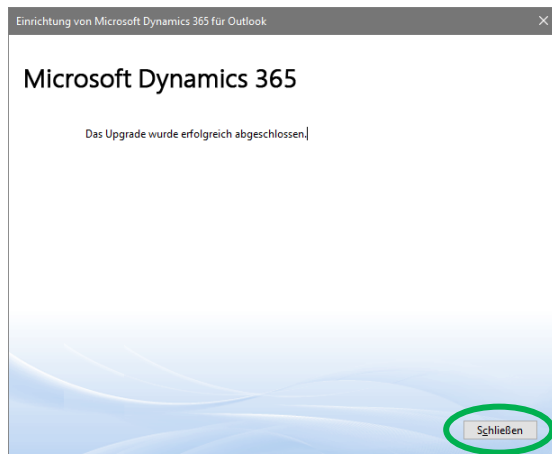 Einrichtung von Microsoft Dynamics 365 für Outlook
Microsoft Dynamics 365
Das Upgrade wurde erfolgreich abgeschlossen.
Schließen